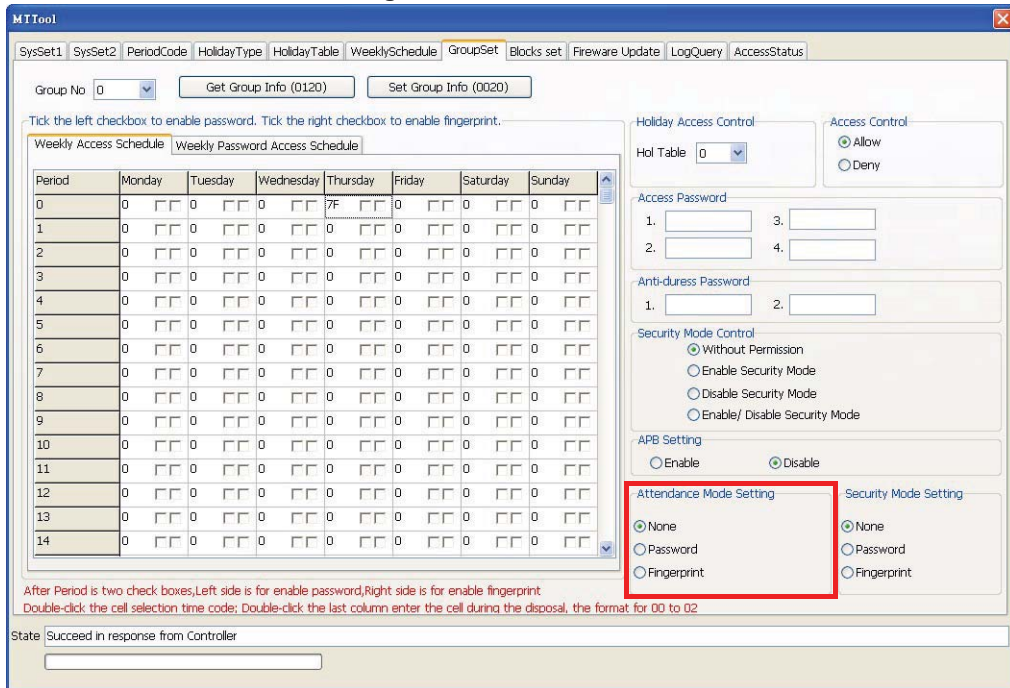 MTTool
SysSet1 SysSet2 PeriodCode HolidayType HolidayTable WeeklySchedule GroupSet Blocks set Fireware Update LogQuery AccessStatus
Group No 0 Get Group Info (0120) Set Group Info (0020)
Tick the left checkbox to enable password. Tick the right checkbox to enable fingerprint.
Weekly Access Schedule Weekly Password Access Schedule
Period Monday Tuesday Wednesday Thursday Friday Saturday Sunday
0 0 0 0 7F 0 0 0
1 0 0 0 0 0 0 0
2 0 0 0 0 0 0 0
3 0 0 0 0 0 0 0
4 0 0 0 0 0 0 0
5 0 0 0 0 0 0 0
6 0 0 0 0 0 0 0
7 0 0 0 0 0 0 0
8 0 0 0 0 0 0 0
9 0 0 0 0 0 0 0
10 0 0 0 0 0 0 0
11 0 0 0 0 0 0 0
12 0 0 0 0 0 0 0
13 0 0 0 0 0 0 0
14 0 0 0 0 0 0 0
Holiday Access Control
Hol Table 0
Access Control
Allow
Deny
Access Password
1. 3.
2. 4.
Anti-duress Password
1. 2.
Security Mode Control
Without Permission
Enable Security Mode
Disable Security Mode
Enable/ Disable Security Mode
APB Setting
Enable Disable
Attendance Mode Setting
None
Password
Fingerprint
Security Mode Setting
None
Password
Fingerprint
After Period is two check boxes,Left side is for enable password,Right side is for enable fingerprint
Double-click the cell selection time code; Double-click the last column enter the cell during the disposal, the format for 00 to 02
State Succeed in response from Controller